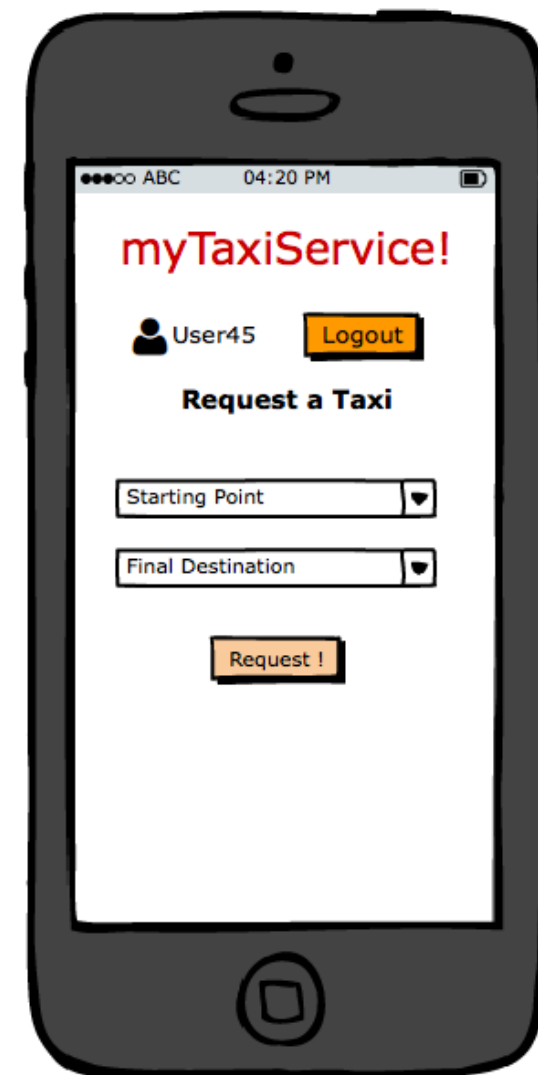 ABC 04:20 PM
myTaxiService!
User45 Logout
Request a Taxi
Starting Point
Final Destination
Request !